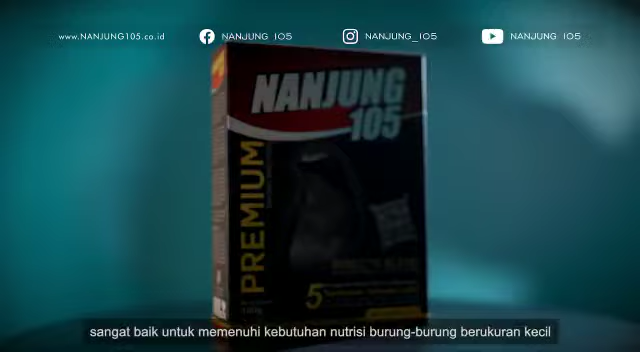 www.NANJUNG105.co.id
NANJUNG 105
NANJUNG_105
NANJUNG 105
NANJUNG
105
PREMIUM
5
sangat baik untuk memenuhi kebutuhan nutrisi burung-burung berukuran kecil